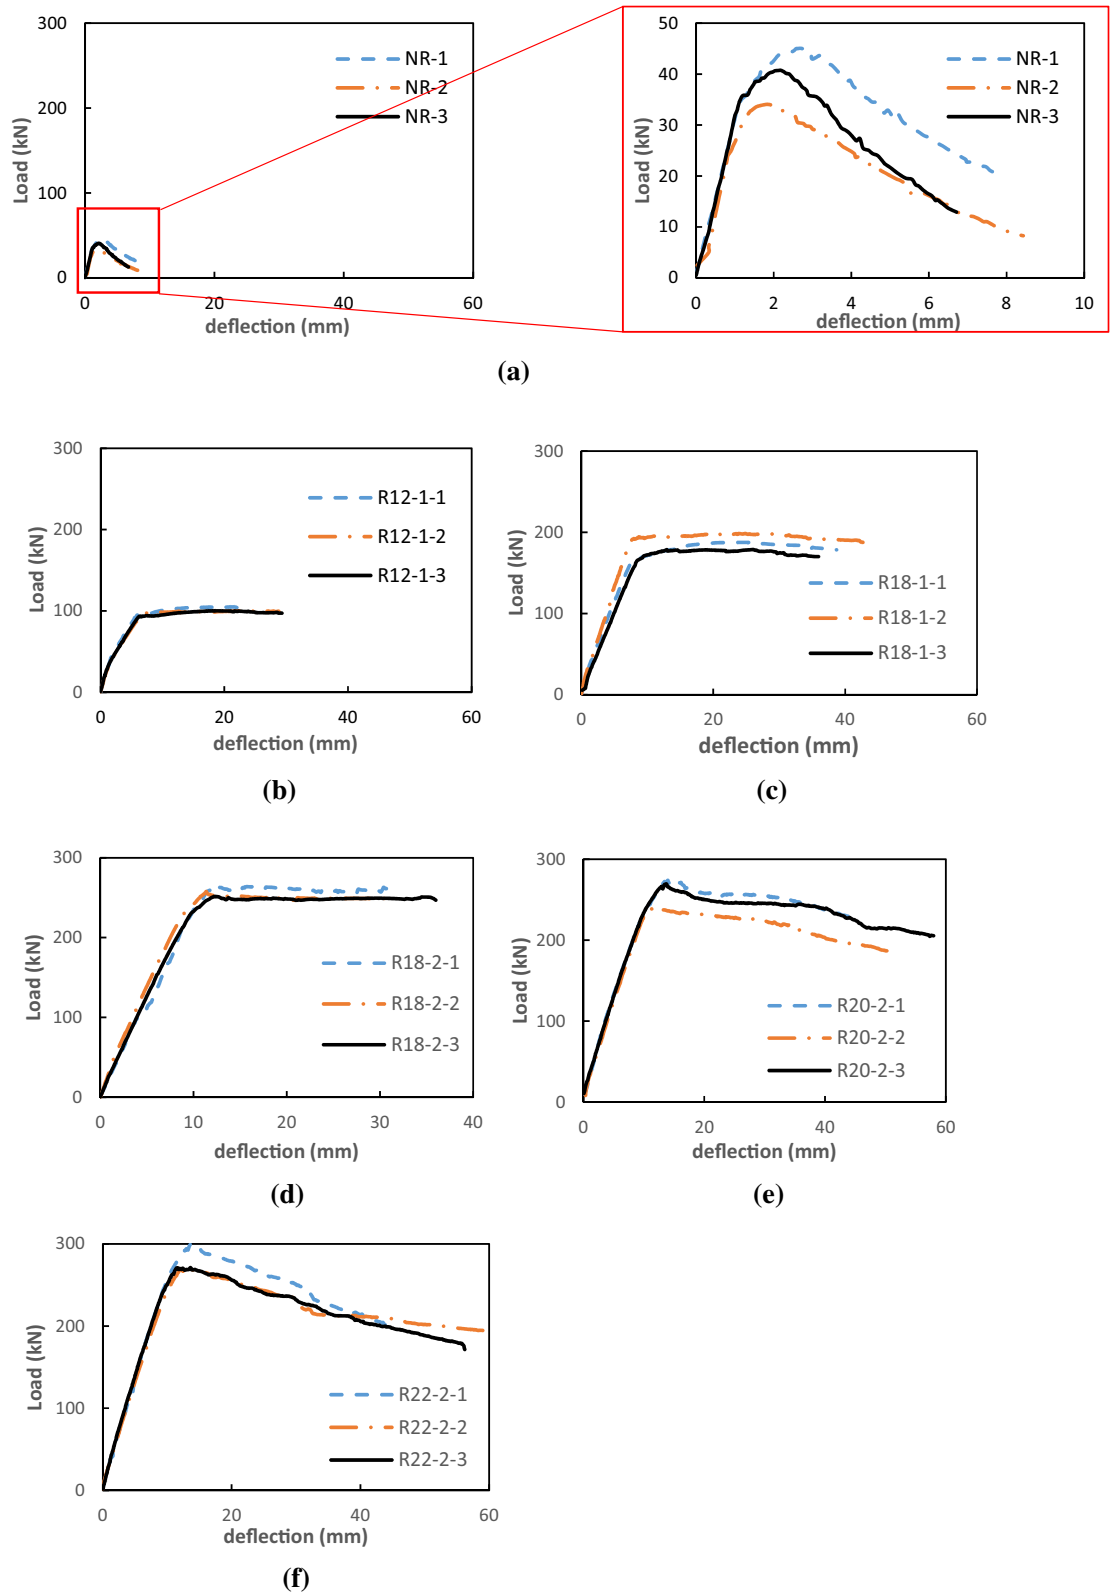 300
200
100
0
Load (kN)
NR-1
NR-2
NR-3
0 20 40 60
deflection (mm)
50
40
30
20
10
0
Load (kN)
NR-1
NR-2
NR-3
0 2 4 6 8 10
deflection (mm)
(a)
300
200
100
0
Load (kN)
R12-1-1
R12-1-2
R12-1-3
0 20 40 60
deflection (mm)
(b)
300
200
100
0
Load (kN)
R18-1-1
R18-1-2
R18-1-3
0 20 40 60
deflection (mm)
(c)
300
200
100
0
Load (kN)
R18-2-1
R18-2-2
R18-2-3
0 10 20 30 40
deflection (mm)
(d)
300
200
100
0
Load (kN)
R20-2-1
R20-2-2
R20-2-3
0 20 40 60
deflection (mm)
(e)
300
200
100
0
Load (kN)
R22-2-1
R22-2-2
R22-2-3
0 20 40 60
deflection (mm)
(f)